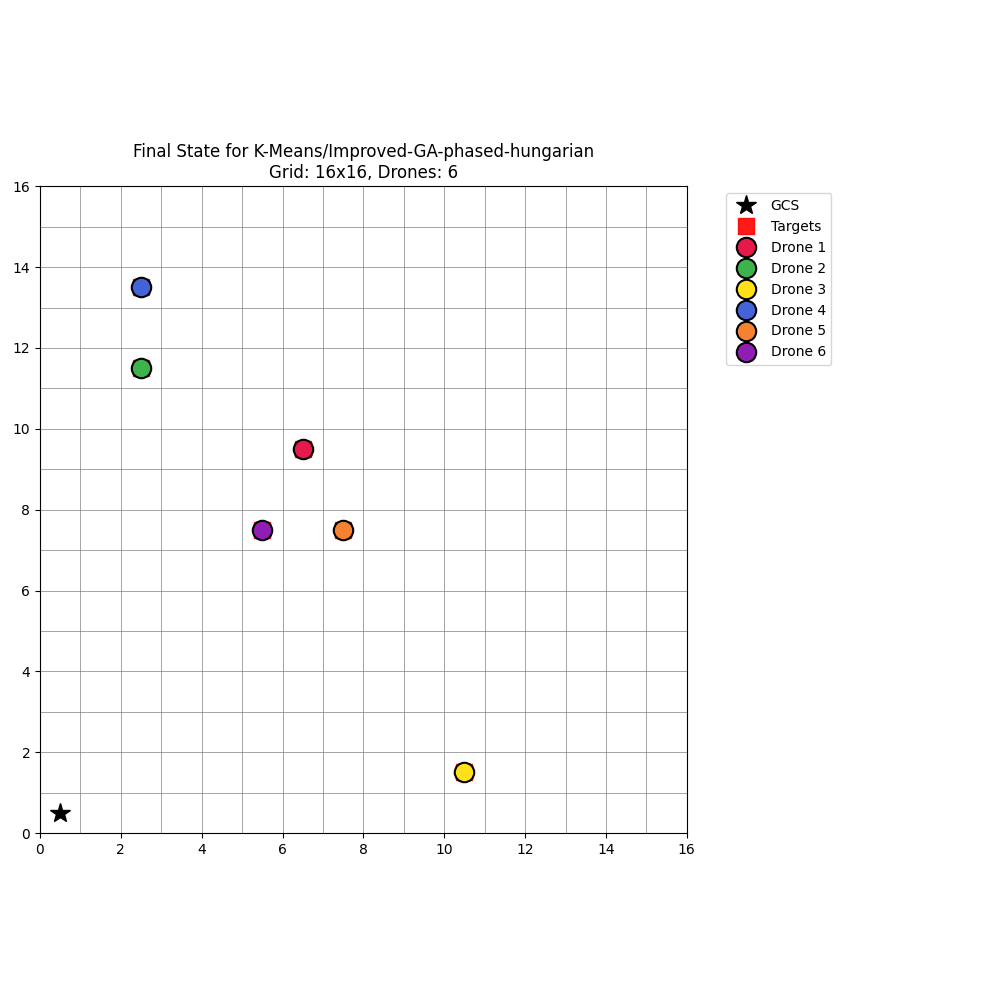 Final State for K-Means/Improved-GA-phased-hungarian
Grid: 16x16, Drones: 6
16
14
12
10
8
6
4
2
0
0 2 4 6 8 10 12 14 16
GCS
Targets
Drone 1
Drone 2
Drone 3
Drone 4
Drone 5
Drone 6